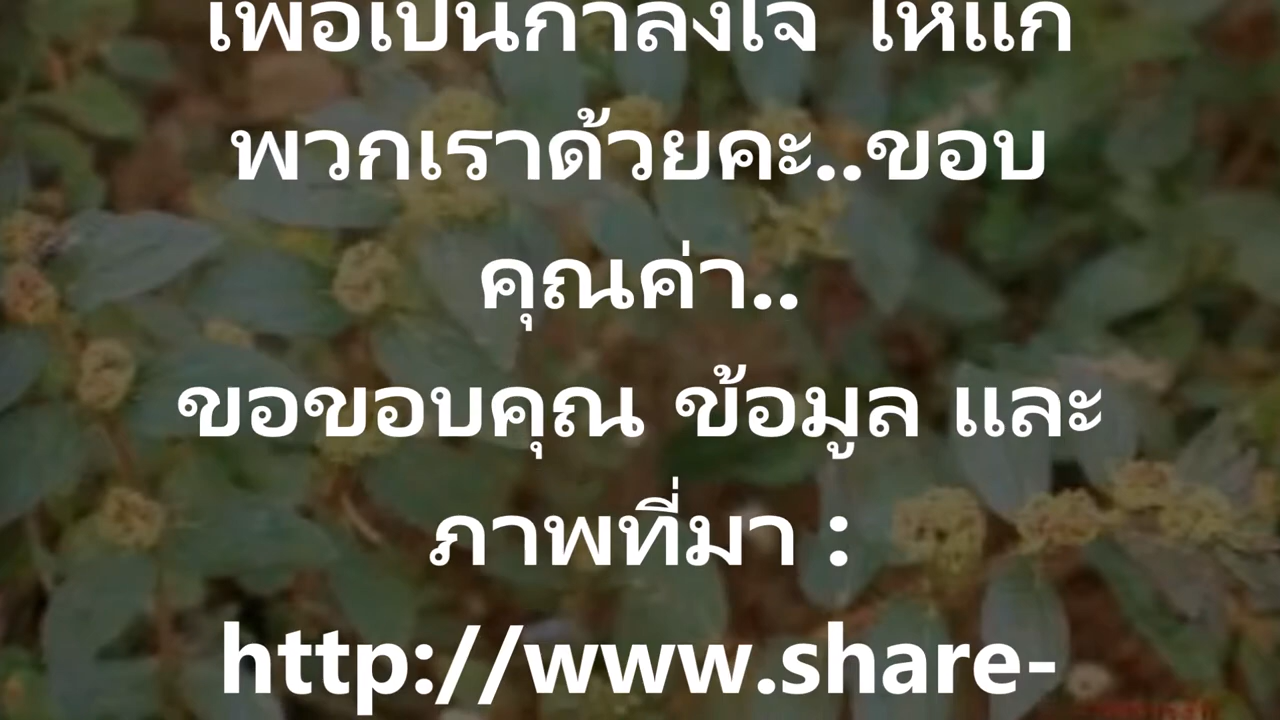 เพื่อเป็นกำลังใจ ให้แก่
พวกเราด้วยคะ..ขอบ
คุณค่า..
ขอขอบคุณ ข้อมูล และ
ภาพที่มา :
http://www.share-